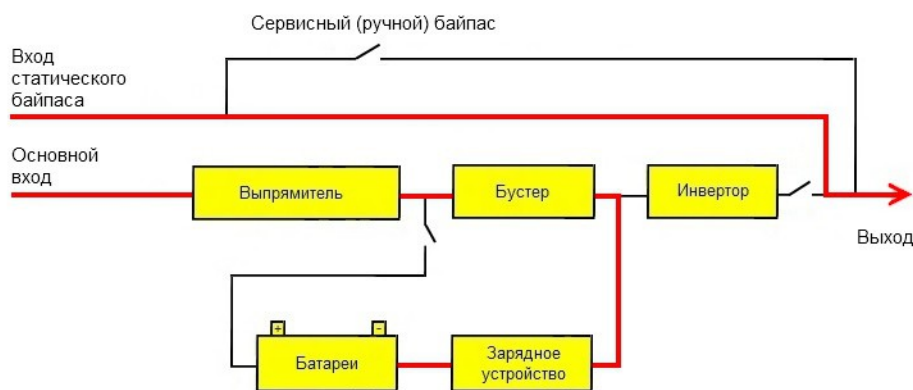 Сервисный (ручной) байпас
Вход
статического
байпаса
Основной
вход
Выпрямитель
Бустер
Инвертор
Выход
+
-
Батареи
Зарядное
устройство